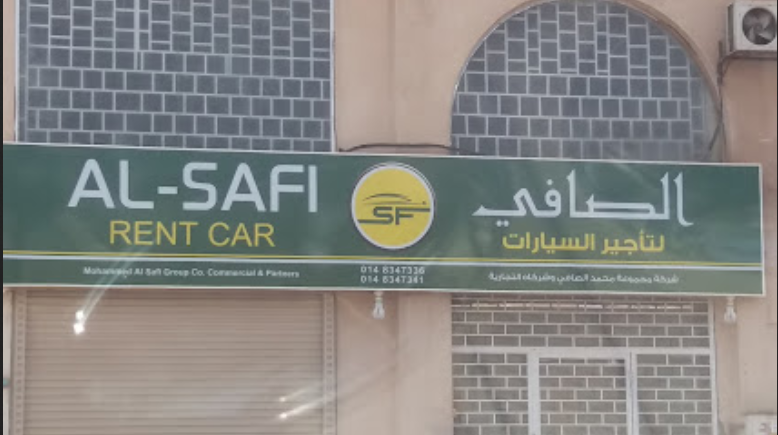 AL-SAFI
RENT CAR
Mohammed Al Safi Group Co. Commercial & Partners
SF
014 8347336
014 8347341
الصافي
لتأجير السيارات
شركة مجموعة محمد الصافي وشركاه التجارية